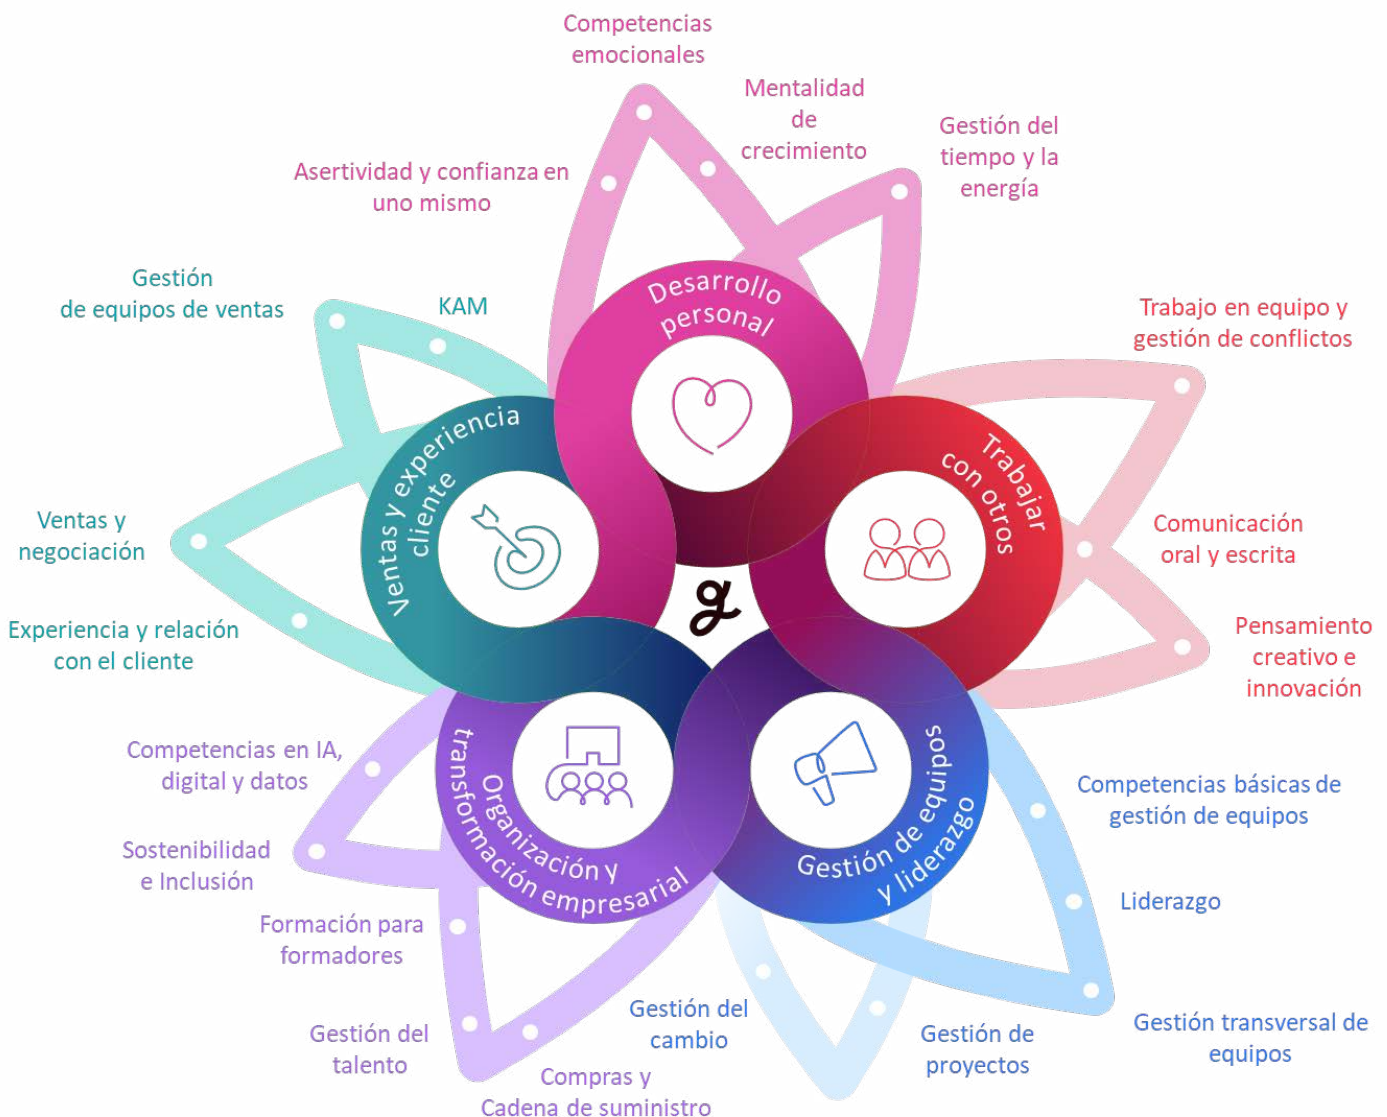 Competencias
emocionales
Mentalidad
de
crecimiento
Gestión del
tiempo y la
energía
Asertividad y confianza en
uno mismo
Desarrollo
personal
Gestión
de equipos de ventas
KAM
Ventas y
negociación
Experiencia y relación
con el cliente
Ventas y experiencia
cliente
Trabajo en equipo y
gestión de conflictos
Comunicación
oral y escrita
Pensamiento
creativo e
innovación
Trabajar
con otros
g
Competencias en IA,
digital y datos
Sostenibilidad
e Inclusión
Formación para
formadores
Gestión del
talento
Compras y
Cadena de suministro
Organización y
transformación empresarial
Gestión de equipos
y liderazgo
Competencias básicas de
gestión de equipos
Liderazgo
Gestión transversal de
equipos
Gestión del
cambio
Gestión de
proyectos